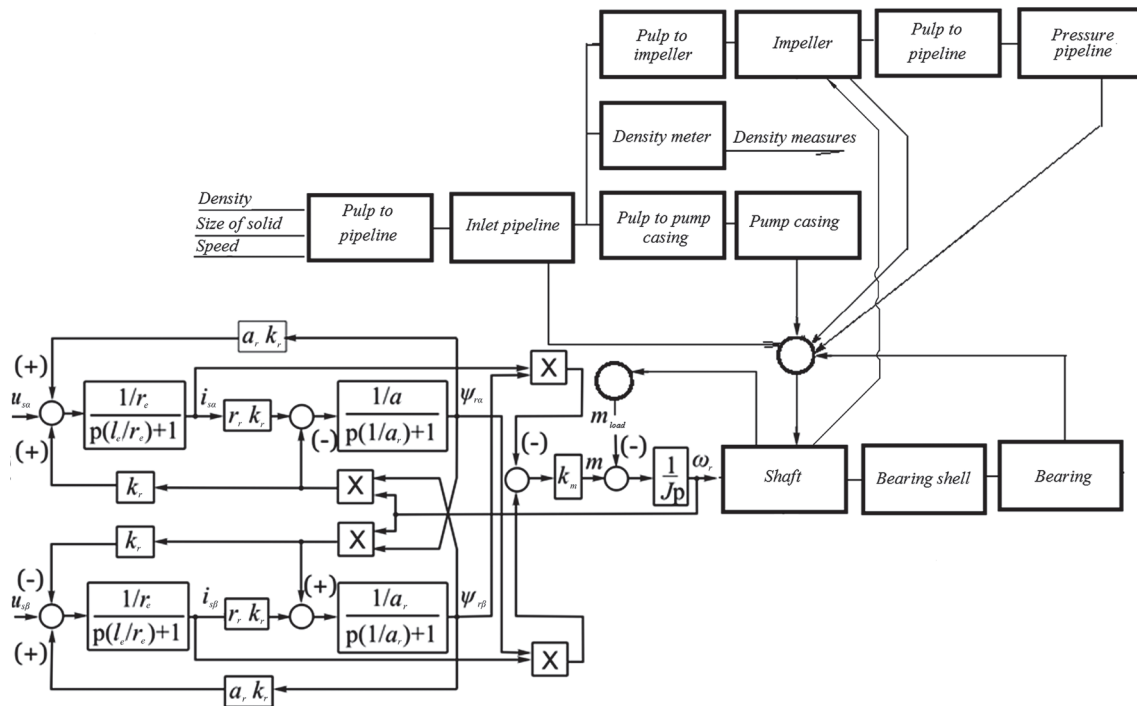 Pulp to
impeller
Impeller
Pulp to
pipeline
Pressure
pipeline
Density meter
Density measures
Density
Size of solid
Speed
Pulp to
pipeline
Inlet pipeline
Pulp to pump
casing
Pump casing
a_r k_r
(+)
u_sα
1/r_e
p(l_e/r_e)+1
i_sα
r_r k_r
(-)
1/a
p(1/a_r)+1
ψ_rα
X
(+)
k_r
X
m_load
(-)
(-)
k_m
m
1
Jp
ω_r
Shaft
Bearing shell
Bearing
k_r
X
(-)
u_sβ
1/r_e
p(l_e/r_e)+1
i_sβ
r_r k_r
(+)
1/a_r
p(1/a_r)+1
ψ_rβ
X
(+)
a_r k_r